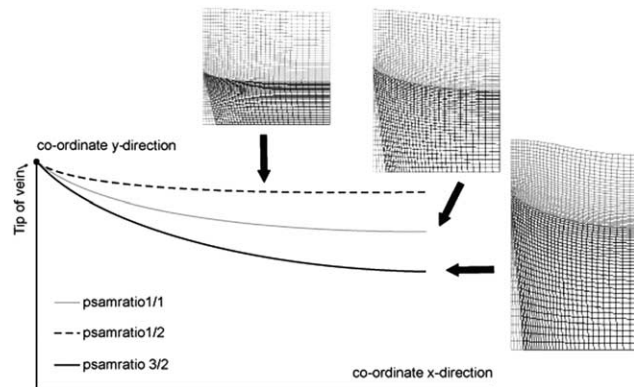 co-ordinate y-direction
Tip of vein
psamratio1/1
psamratio1/2
psamratio 3/2
co-ordinate x-direction